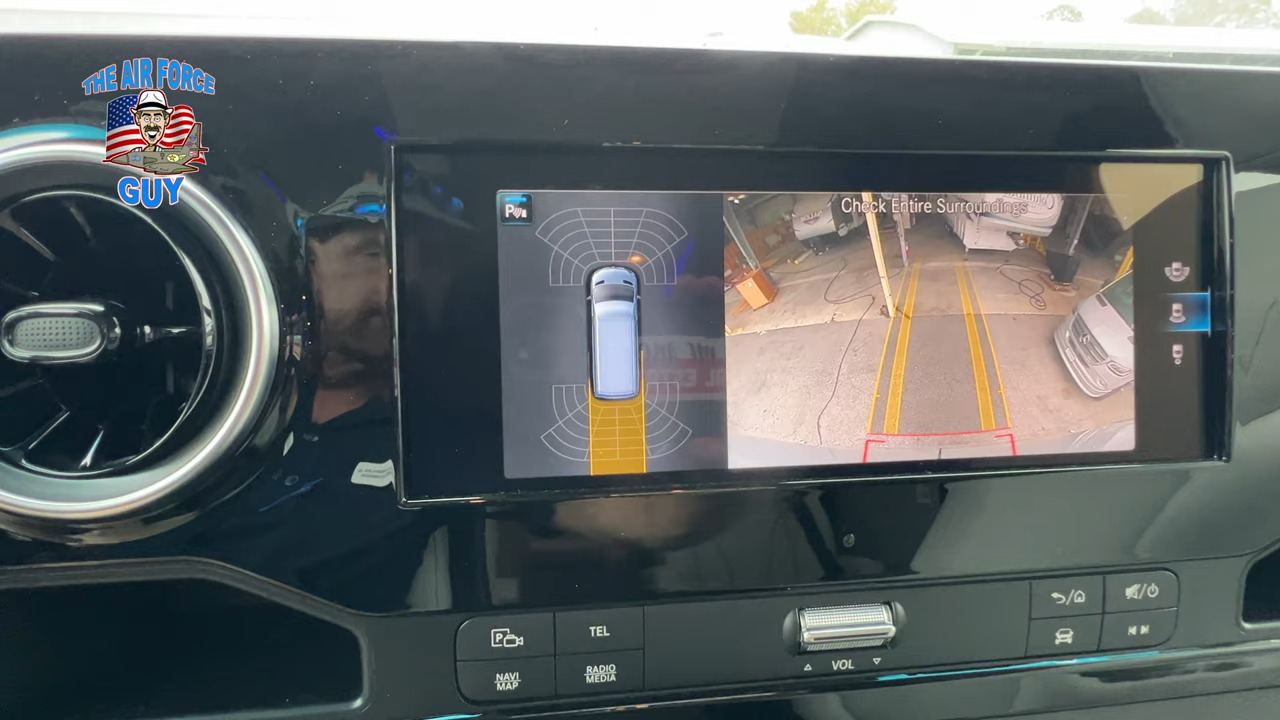 THE AIR FORCE
GUY
P
Check Entire Surroundings
P
TEL
NAVI
MAP
RADIO
MEDIA
VOL